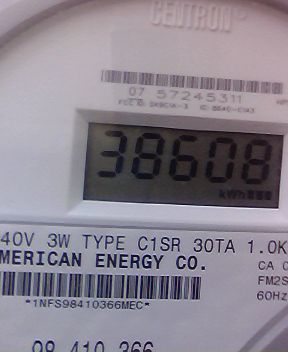 CENTRON
07 57245311
38608
kWh
40V 3W TYPE C1SR 30TA 1.0K
MERICAN ENERGY CO.
CA 0
FM2S
60Hz
*1NFS98410366MEC*
98 410 366